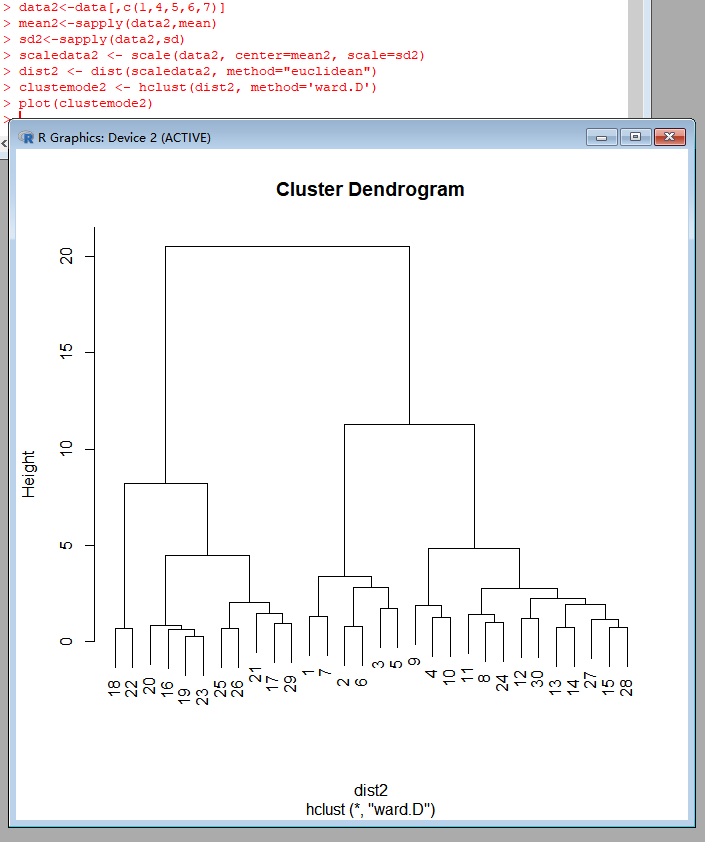 > data2<-data[,c(1,4,5,6,7)]
> mean2<-sapply(data2,mean)
> sd2<-sapply(data2,sd)
> scaledata2 <- scale(data2, center=mean2, scale=sd2)
> dist2 <- dist(scaledata2, method="euclidean")
> clustemode2 <- hclust(dist2, method='ward.D')
> plot(clustemode2)
>
R Graphics: Device 2 (ACTIVE)
Cluster Dendrogram
20
15
10
5
0
Height
18 22 20 16 19 23 25 26 21 17 29 1 7 2 6 3 5 9 4 10 11 8 24 12 30 13 14 27 15 28
dist2
hclust (*, "ward.D")